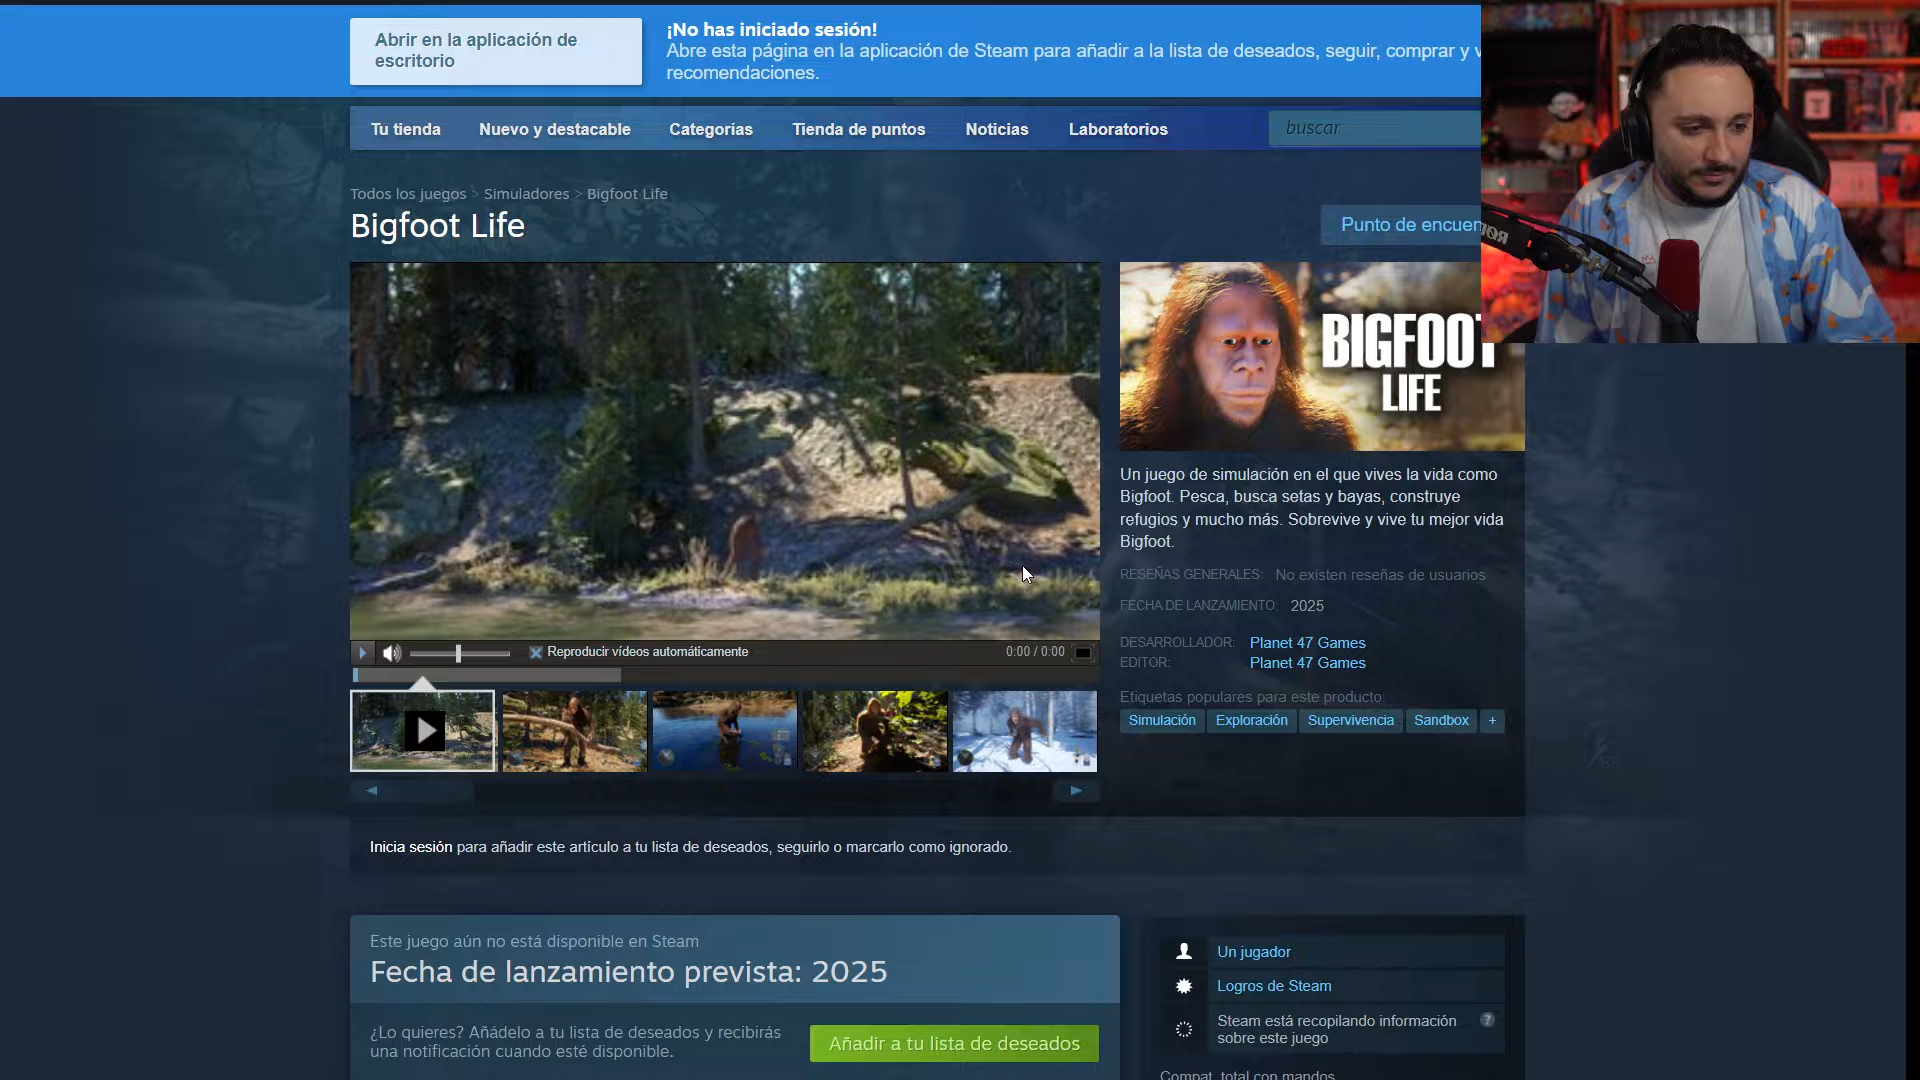 Abrir en la aplicación de
escritorio
¡No has iniciado sesión!
Abre esta página en la aplicación de Steam para añadir a la lista de deseados, seguir, comprar y v
recomendaciones.
Tu tienda
Nuevo y destacable
Categorías
Tienda de puntos
Noticias
Laboratorios
buscar
Todos los juegos > Simuladores > Bigfoot Life
Bigfoot Life
Punto de encuen
BIGFOOT
LIFE
Un juego de simulación en el que vives la vida como
Bigfoot. Pesca, busca setas y bayas, construye
refugios y mucho más. Sobrevive y vive tu mejor vida
Bigfoot.
RESEÑAS GENERALES: No existen reseñas de usuarios
FECHA DE LANZAMIENTO: 2025
DESARROLLADOR: Planet 47 Games
EDITOR: Planet 47 Games
Etiquetas populares para este producto:
Simulación
Exploración
Supervivencia
Sandbox
+
Reproducir vídeos automáticamente
0:00 / 0:00
Inicia sesión para añadir este artículo a tu lista de deseados, seguirlo o marcarlo como ignorado.
Este juego aún no está disponible en Steam
Fecha de lanzamiento prevista: 2025
¿Lo quieres? Añádelo a tu lista de deseados y recibirás
una notificación cuando esté disponible.
Añadir a tu lista de deseados
Un jugador
Logros de Steam
Steam está recopilando información
sobre este juego
?
Compat. total con mandos